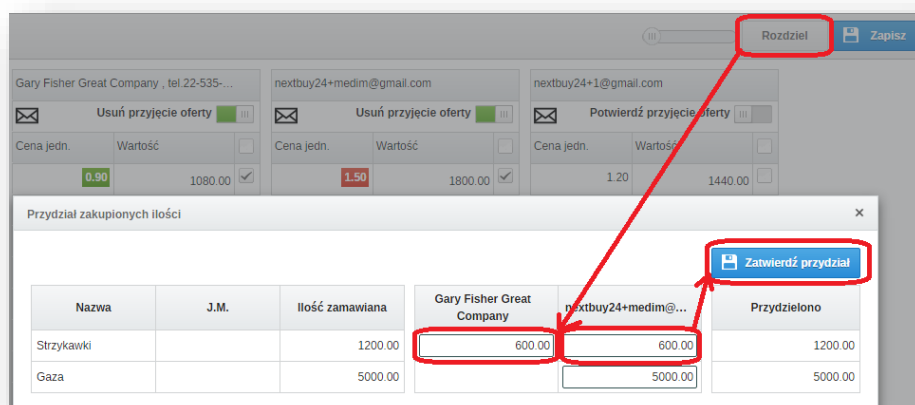 Rozdziel Zapisz
Gary Fisher Great Company , tel.22-535-... nextbuy24+medim@gmail.com nextbuy24+1@gmail.com
Usuń przyjęcie oferty Usuń przyjęcie oferty Potwierdź przyjęcie oferty
Cena jedn. Wartość Cena jedn. Wartość Cena jedn. Wartość
0.90 1080.00 1.50 1800.00 1.20 1440.00
Przydział zakupionych ilości ×
Zatwierdź przydział
Nazwa J.M. Ilość zamawiana Gary Fisher Great Company nextbuy24+medim@... Przydzielono
Strzykawki 1200.00 600.00 600.00 1200.00
Gaza 5000.00 5000.00 5000.00